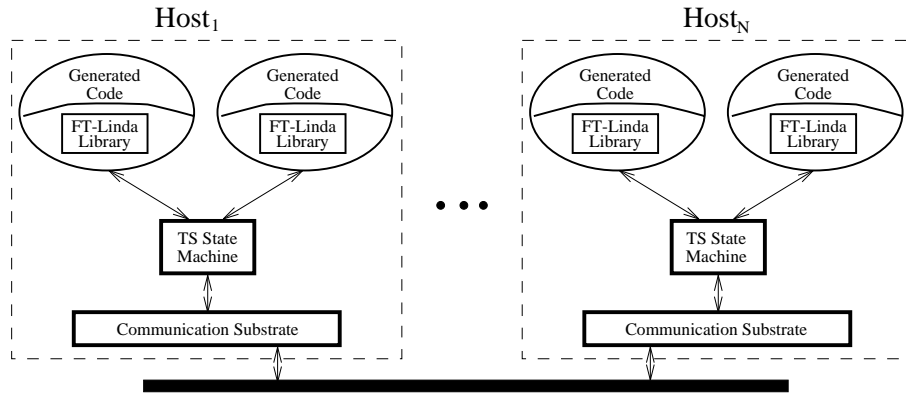 Host1
HostN
Generated
Code
FT-Linda
Library
Generated
Code
FT-Linda
Library
Generated
Code
FT-Linda
Library
Generated
Code
FT-Linda
Library
TS State
Machine
TS State
Machine
Communication Substrate
Communication Substrate